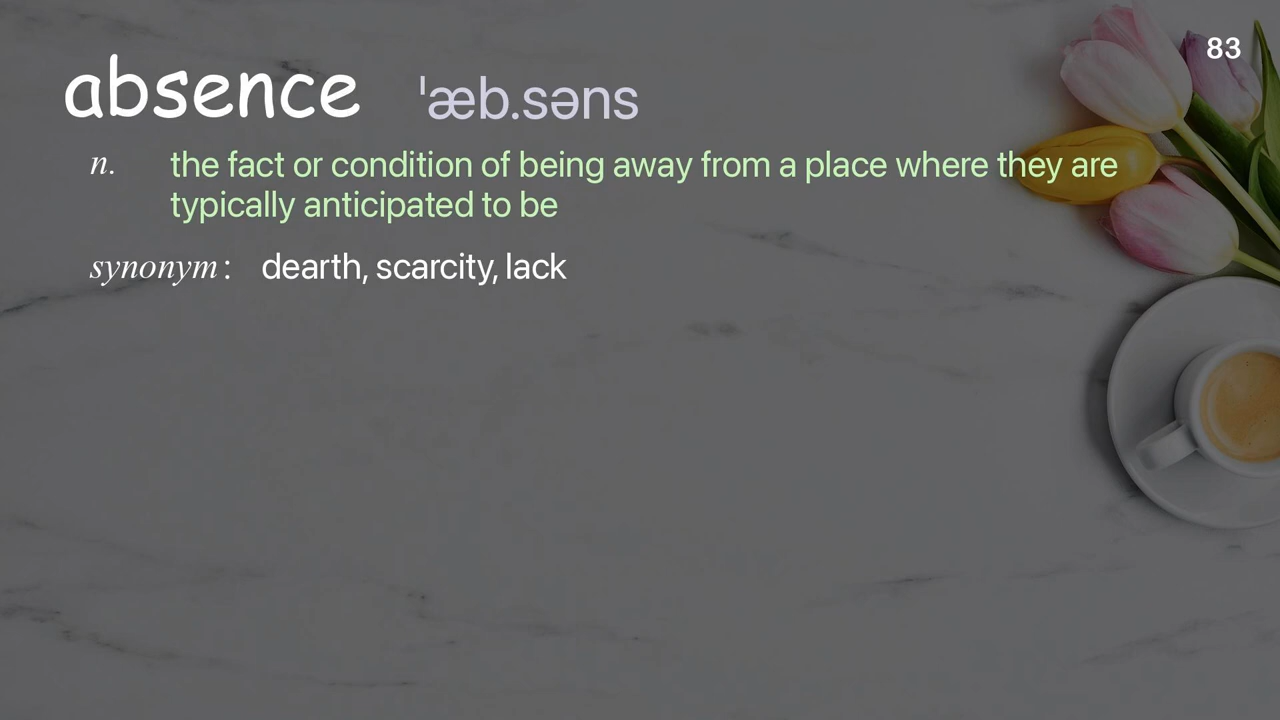 83
absence ˈæb.səns
n. the fact or condition of being away from a place where they are
typically anticipated to be
synonym: dearth, scarcity, lack